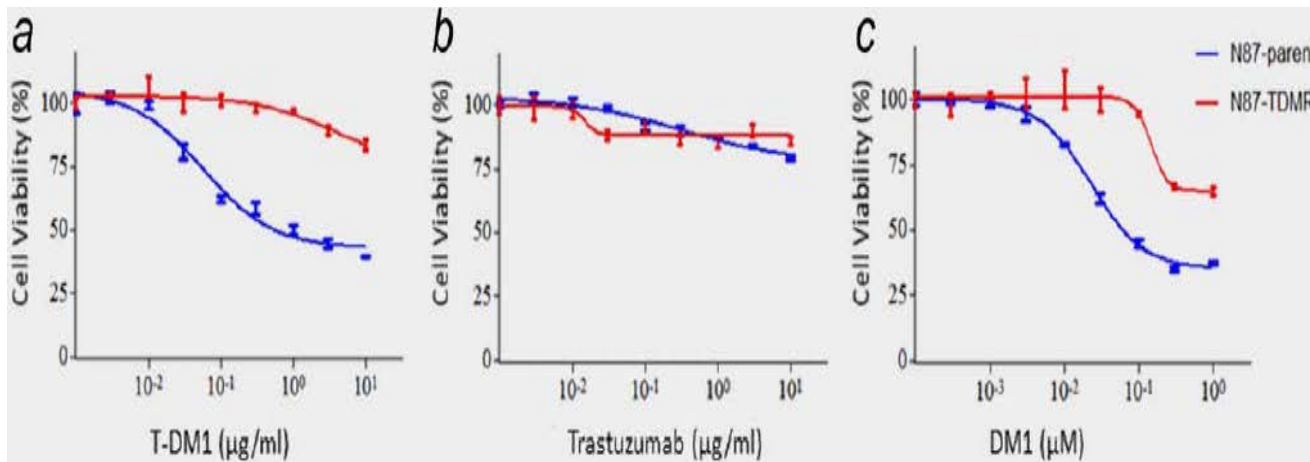 a
b
c
N87-paren
N87-TDMR
Cell Viability (%)
100
75
50
25
0
10-2
10-1
100
101
T-DM1 (µg/ml)
Cell Viability (%)
100
75
50
25
0
10-2
10-1
100
101
Trastuzumab (µg/ml)
Cell Viability (%)
100
75
50
25
0
10-3
10-2
10-1
100
DM1 (µM)